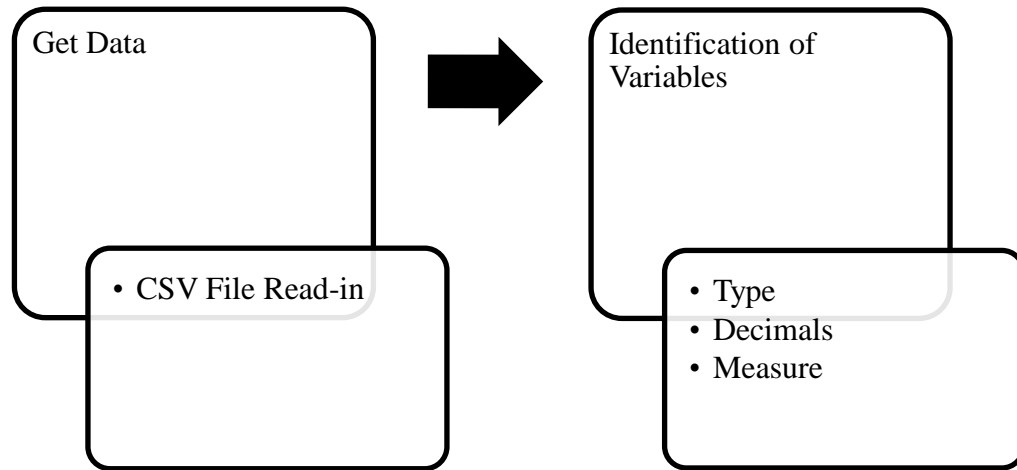 Get Data
• CSV File Read-in
Identification of
Variables
• Type
• Decimals
• Measure